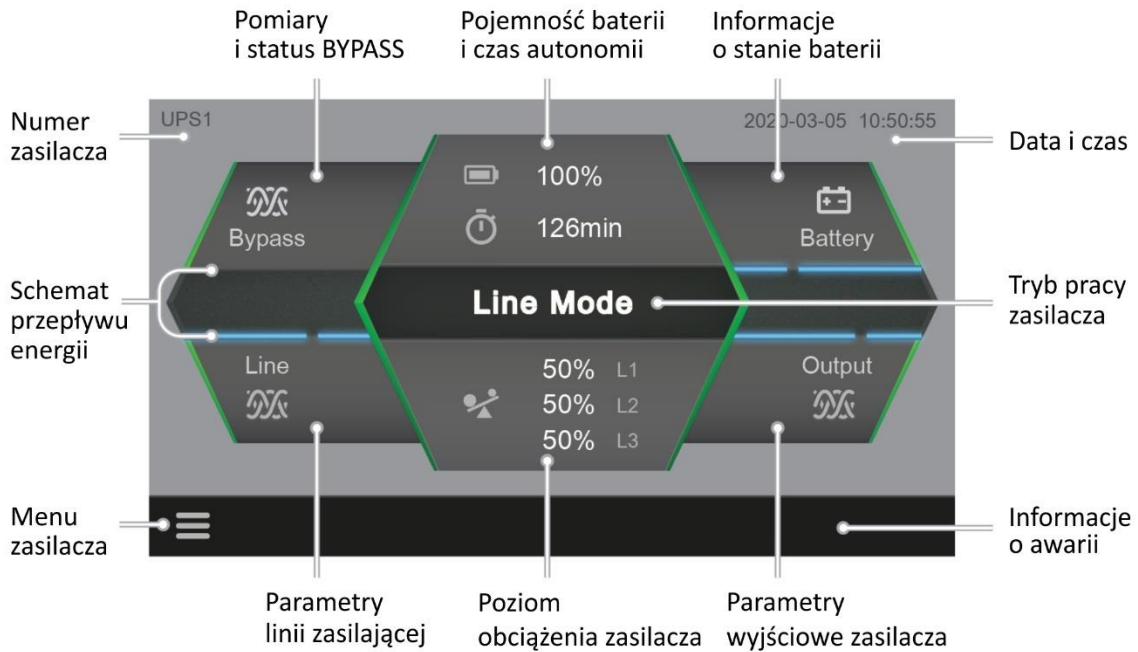 Pomiary
i status BYPASS
Pojemność baterii
i czas autonomii
Informacje
o stanie baterii
Numer
zasilacza
UPS1
2020-03-05 10:50:55
Data i czas
100%
126min
Bypass
Battery
Schemat
przepływu
energii
Line Mode
Tryb pracy
zasilacza
Line
50% L1
50% L2
50% L3
Output
Menu
zasilacza
Informacje
o awarii
Parametry
linii zasilającej
Poziom
obciążenia zasilacza
Parametry
wyjściowe zasilacza